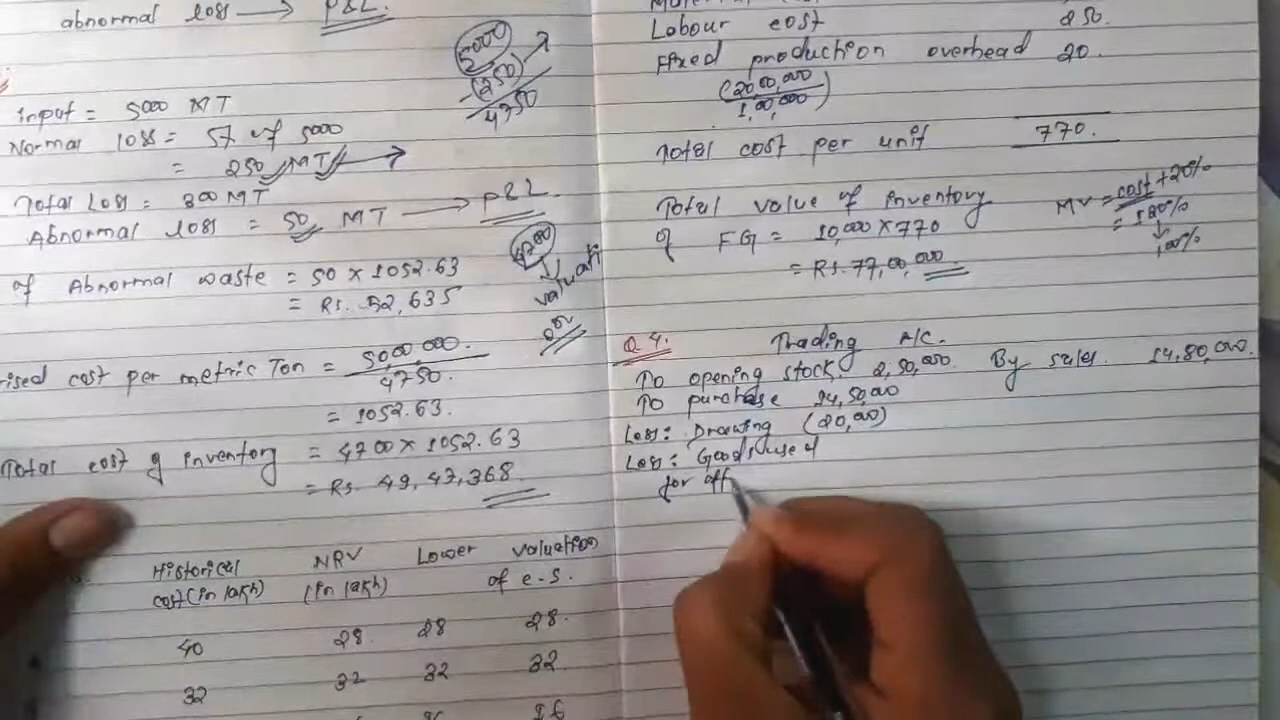 abnormal loss → P&L.
5000
(250)
4750
input = 5000 MT
Normal loss = 5% of 5000
= 250 MT →
Total Loss = 300 MT
Abnormal loss = 50 MT → P&L
4700
valuati
of Abnormal waste = 50 x 1052.63
= Rs. 52,635
rised cost per metric Ton = 5000,000.
4750.
= 1052.63.
Total cost of inventory = 4700 x 1052.63
= Rs. 49,47,368
Historical NRV Lower valuation
cost (in lakh) (in lakh) of e.s.
40 28. 28 28.
32 32 32 32
Labour cost 250.
Fixed production overhead 20.
(20,00,000
1,00,000)
Total cost per unit 770.
Total value of inventory
of FG = 10,000 x 770
= Rs. 77,00,000.
MV = cost + 20%
100%
Q 4. Trading A/C.
To opening stock 2,50,000. By sales. 14,80,000.
To purchase 14,50,000
Less: Drawing (20,000)
Less: Goods used
for off